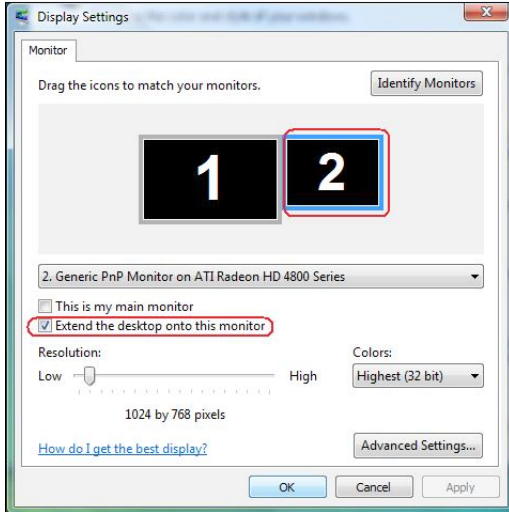 Display Settings
Monitor
Drag the icons to match your monitors.
Identify Monitors
1
2
2. Generic PnP Monitor on ATI Radeon HD 4800 Series
This is my main monitor
Extend the desktop onto this monitor
Resolution:
Colors:
Low
High
Highest (32 bit)
1024 by 768 pixels
How do I get the best display?
Advanced Settings...
OK
Cancel
Apply